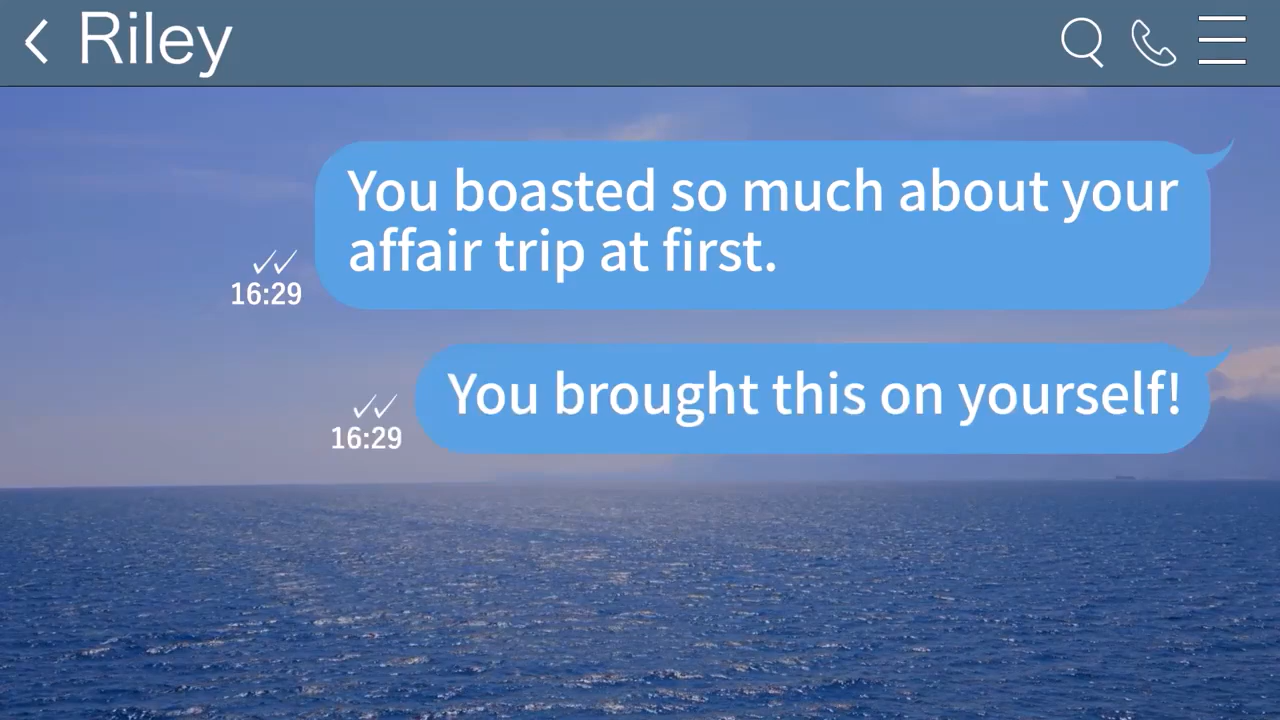 Riley
You boasted so much about your
affair trip at first.
16:29
You brought this on yourself!
16:29